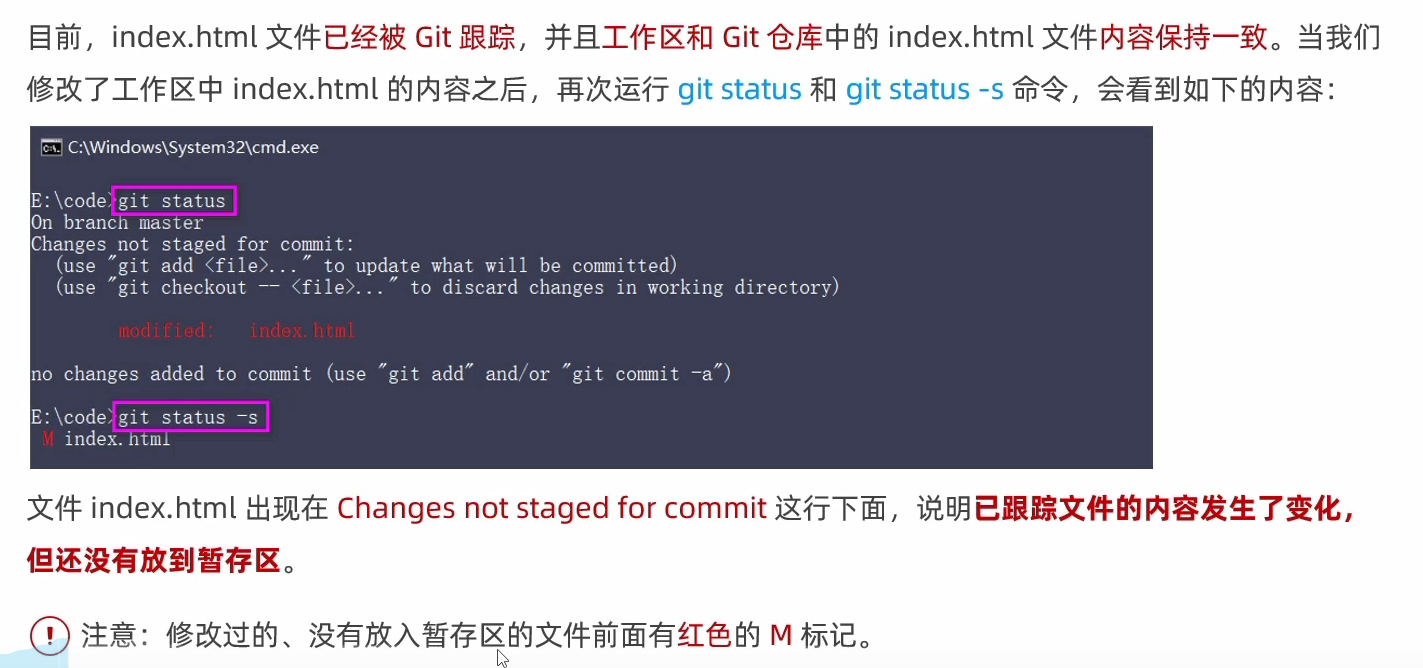 目前，index.html 文件已经被 Git 跟踪，并且工作区和 Git 仓库中的 index.html 文件内容保持一致。当我们
修改了工作区中 index.html 的内容之后，再次运行 git status 和 git status -s 命令，会看到如下的内容：
C:\Windows\System32\cmd.exe
E:\code>git status
On branch master
Changes not staged for commit:
(use "git add <file>..." to update what will be committed)
(use "git checkout -- <file>..." to discard changes in working directory)
modified: index.html
no changes added to commit (use "git add" and/or "git commit -a")
E:\code>git status -s
M index.html
文件 index.html 出现在 Changes not staged for commit 这行下面，说明已跟踪文件的内容发生了变化，
但还没有放到暂存区。
! 注意：修改过的、没有放入暂存区的文件前面有红色的 M 标记。